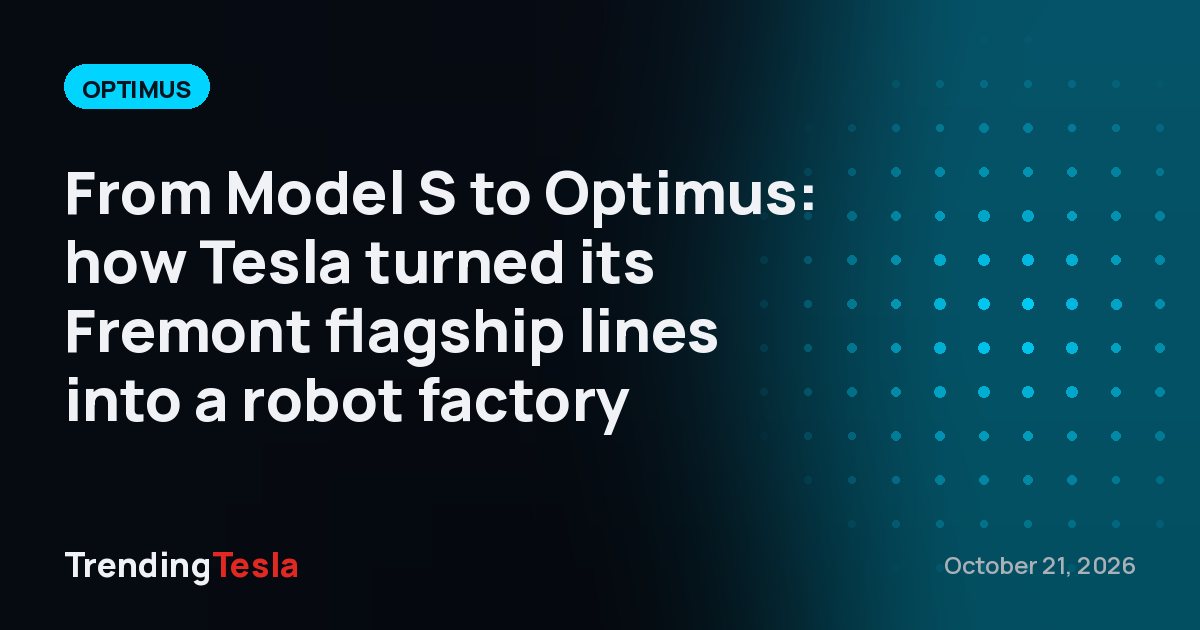 OPTIMUS
From Model S to Optimus:
how Tesla turned its
Fremont flagship lines
into a robot factory
TrendingTesla
October 21, 2026